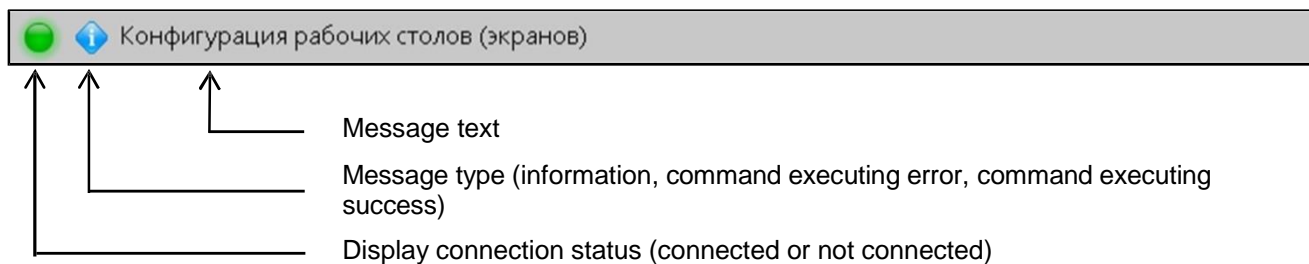 Конфигурация рабочих столов (экранов)
Message text
Message type (information, command executing error, command executing
success)
Display connection status (connected or not connected)